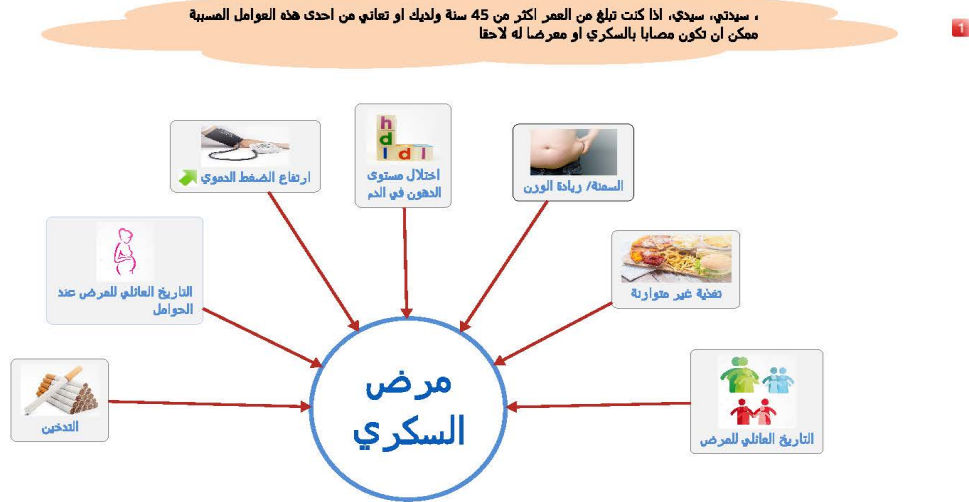 ، سيدتي، سيدي، اذا كنت تبلغ من العمر اكثر من 45 سنة ولديك او تعاني من احدى هذه العوامل المسببة
ممكن ان تكون مصابا بالسكري او معرضا له لاحقا
1
h
d
l d l
اختلال مستوى
الدهون في الدم
ارتفاع الضغط الدموي
السمنة/ زيادة الوزن
تغذية غير متوازنة
التاريخ العائلي للمرض عند
الحوامل
مرض
السكري
التدخين
التاريخ العائلي للمرض